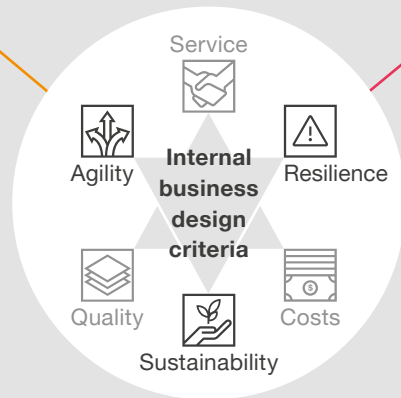 Service
Agility
Internal
business
design
criteria
Resilience
Quality
Costs
$
Sustainability